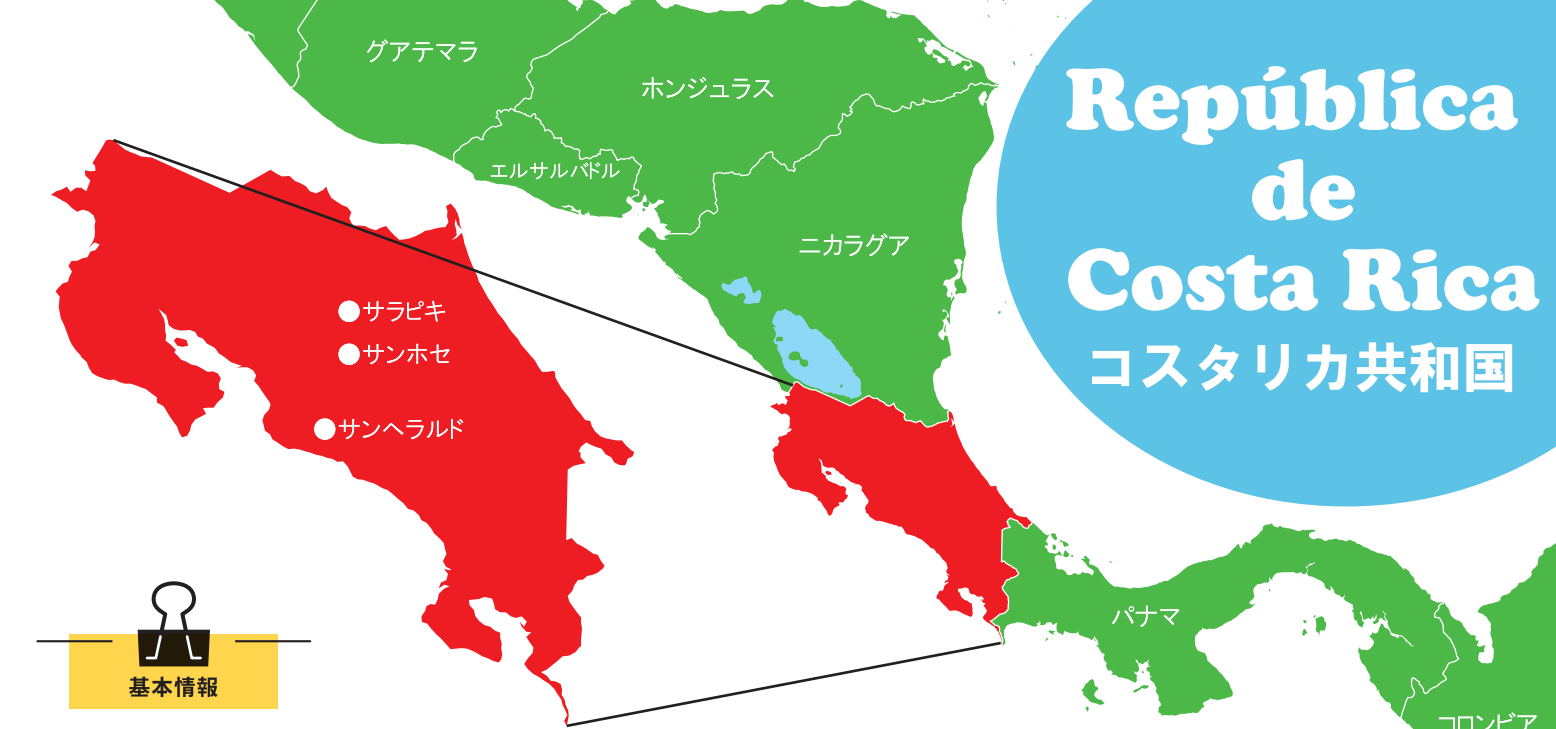 グアテマラ
ホンジュラス
エルサルバドル
ニカラグア
República
de
Costa Rica
コスタリカ共和国
サラピキ
サンホセ
サンヘラルド
パナマ
基本情報
コロンビア